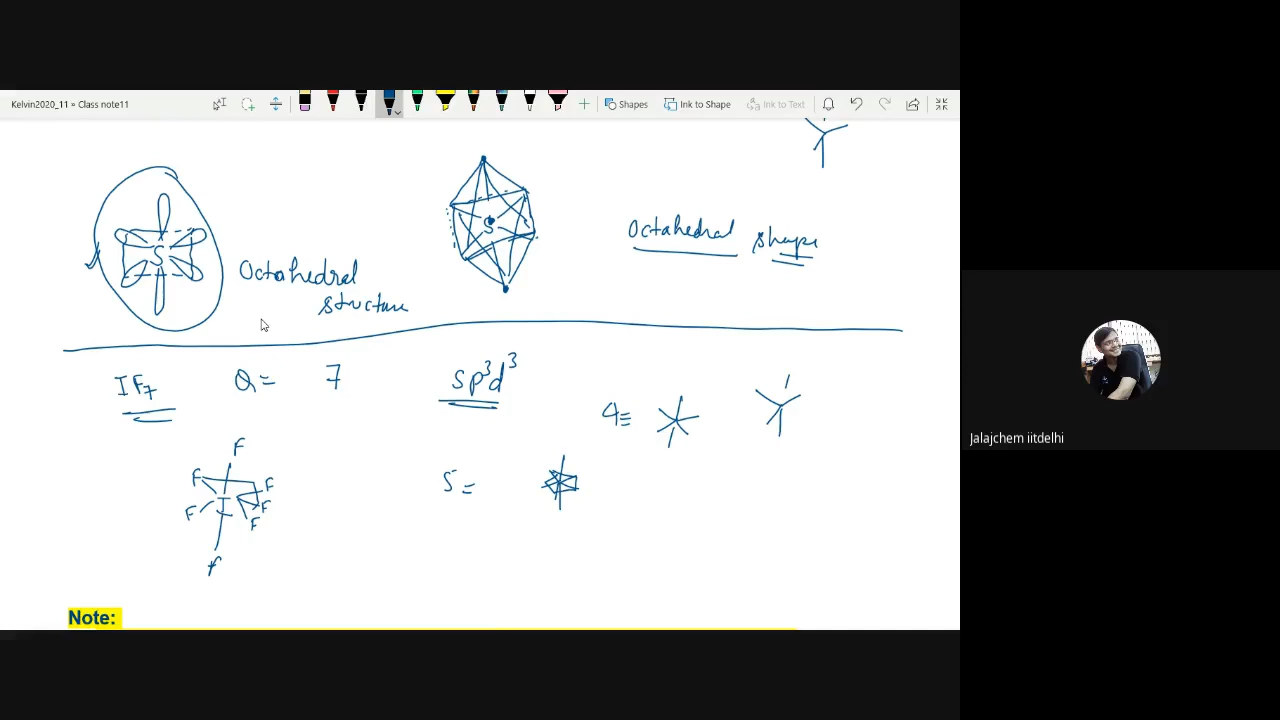 Kelvin2020_11 » Class note11
Shapes
Ink to Shape
Ink to Text
S
Octahedral
structure
S
Octahedral shape
IF7 Q= 7 sp³d³
4≡
F
F
F
F
F
F
I
F
5=
Note:
Jalajchem iitdelhi